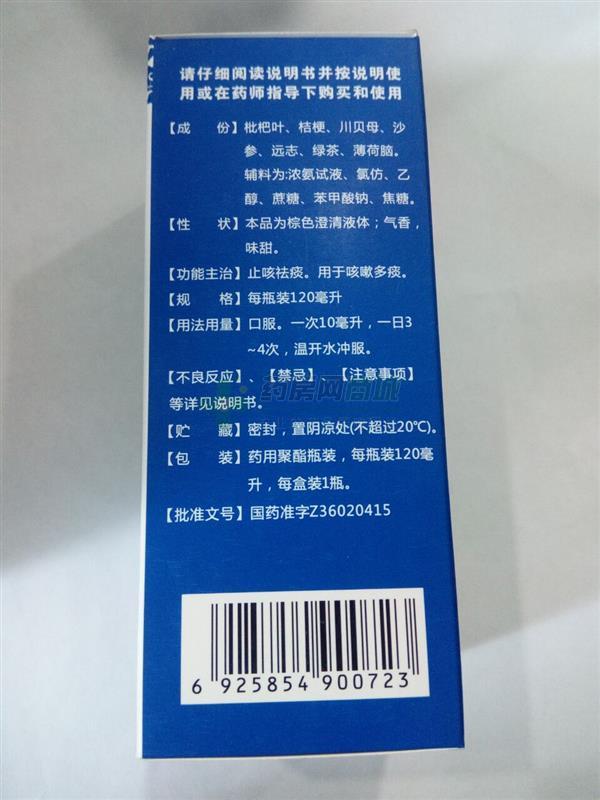 请仔细阅读说明书并按说明使
用或在药师指导下购买和使用
【成　份】枇杷叶、桔梗、川贝母、沙
参、远志、绿茶、薄荷脑。
辅料为:浓氨试液、氯仿、乙
醇、蔗糖、苯甲酸钠、焦糖。
【性　状】本品为棕色澄清液体；气香，
味甜。
【功能主治】止咳祛痰。用于咳嗽多痰。
【规　格】每瓶装120毫升
【用法用量】口服。一次10毫升，一日3
~4次，温开水冲服。
【不良反应】、【禁忌】 【注意事项】
等详见说明书。
药房网商城
【贮　藏】密封，置阴凉处(不超过20℃)。
【包　装】药用聚酯瓶装，每瓶装120毫
升，每盒装1瓶。
【批准文号】国药准字Z36020415
6 925854 900723